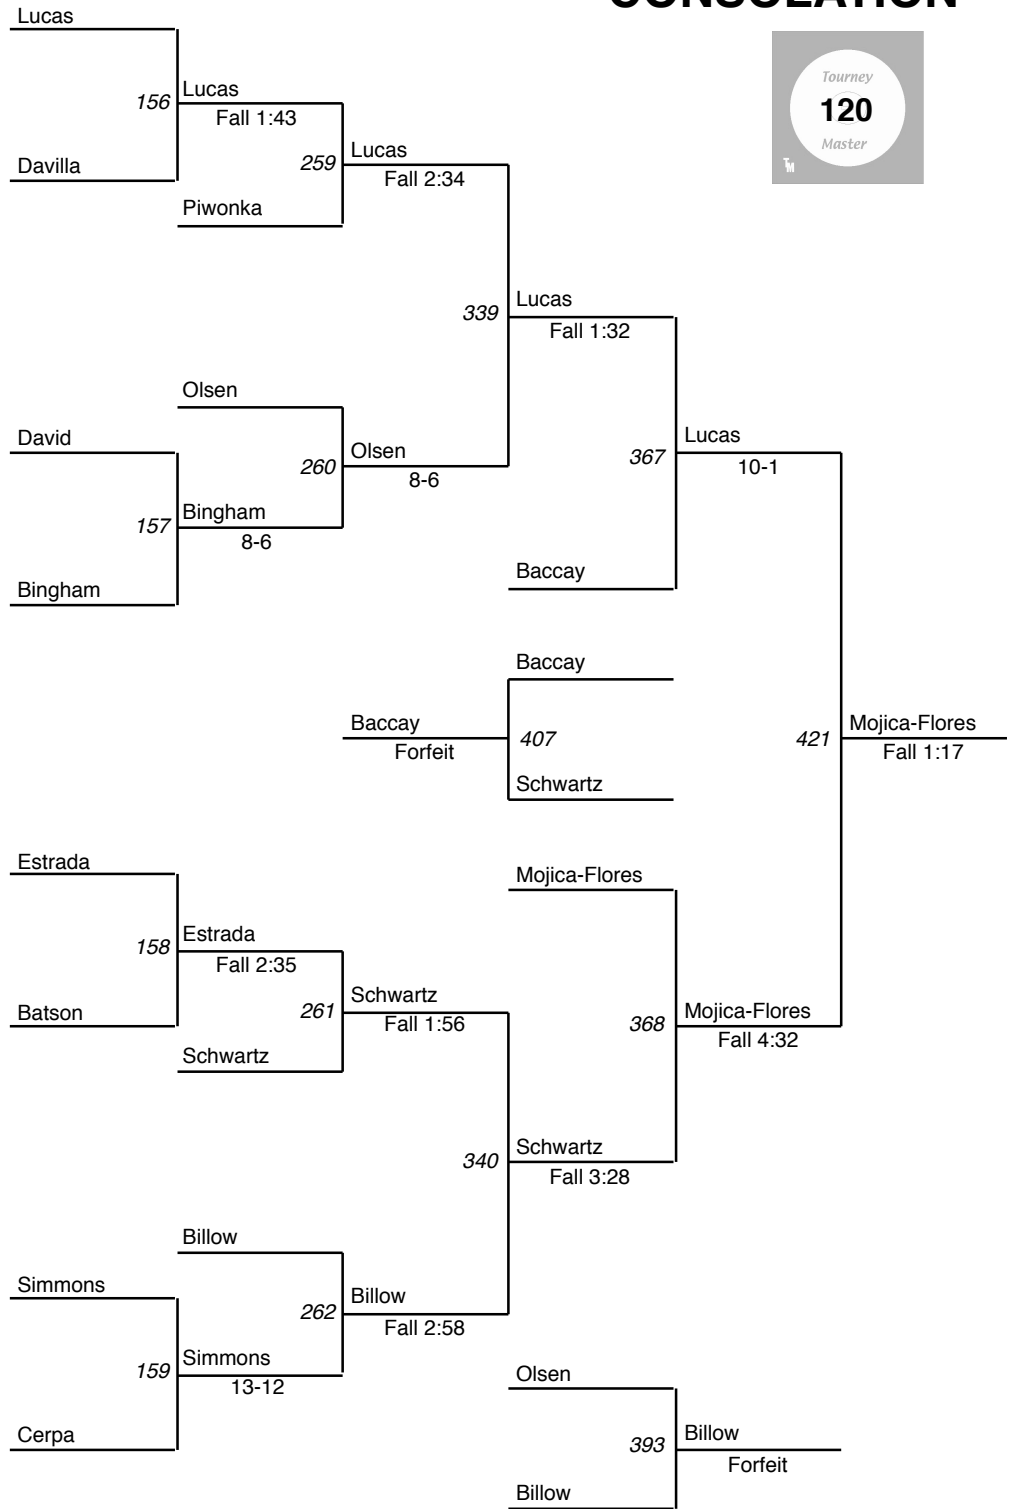 CONSOLATION
Lucas
Tourney
120
Master
TM
156
Lucas
Fall 1:43
Davilla
259
Lucas
Fall 2:34
Piwonka
339
Lucas
Fall 1:32
Olsen
David
260
Olsen
8-6
367
Lucas
10-1
157
Bingham
8-6
Bingham
Baccay
Baccay
Baccay
Forfeit
407
Schwartz
421
Mojica-Flores
Fall 1:17
Estrada
Mojica-Flores
158
Estrada
Fall 2:35
Batson
261
Schwartz
Fall 1:56
368
Mojica-Flores
Fall 4:32
Schwartz
340
Schwartz
Fall 3:28
Billow
Simmons
262
Billow
Fall 2:58
159
Simmons
13-12
Olsen
Cerpa
393
Billow
Forfeit
Billow